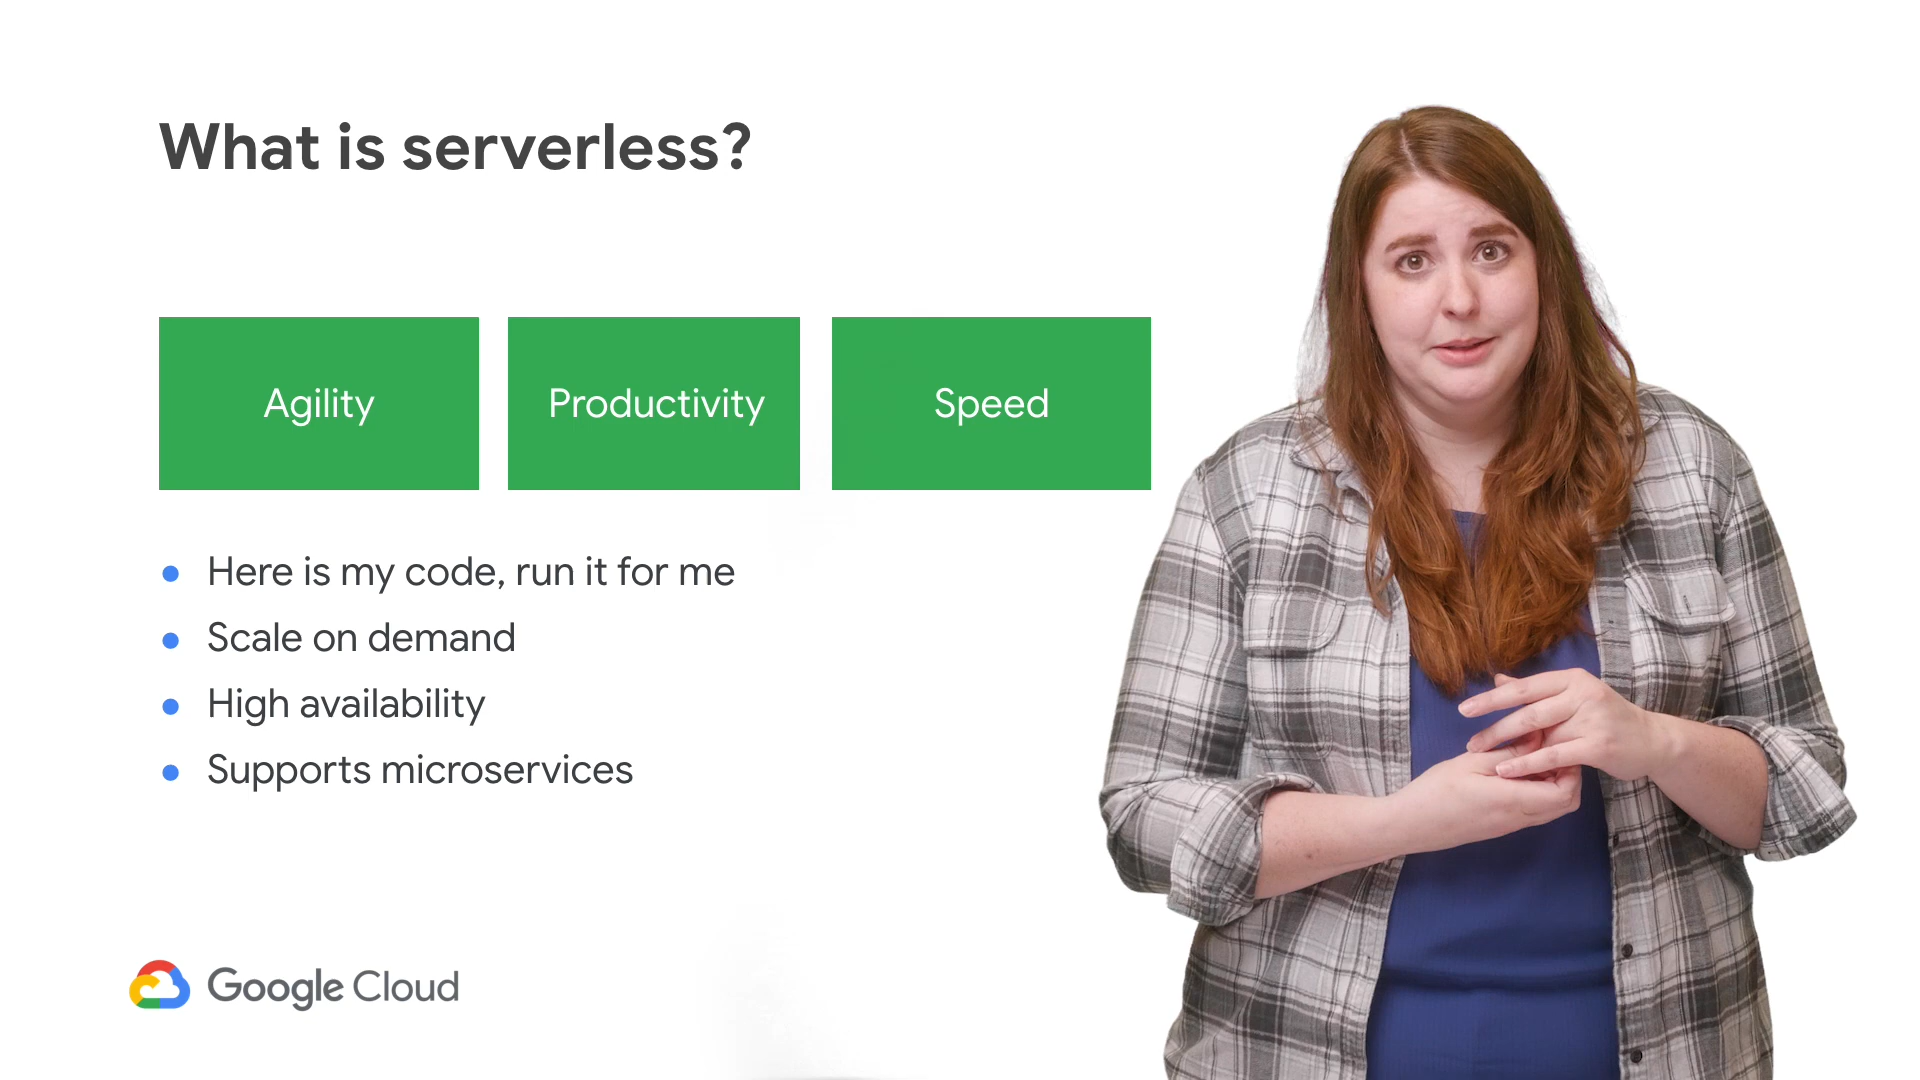 What is serverless?
Agility
Productivity
Speed
Here is my code, run it for me
Scale on demand
High availability
Supports microservices
Google Cloud